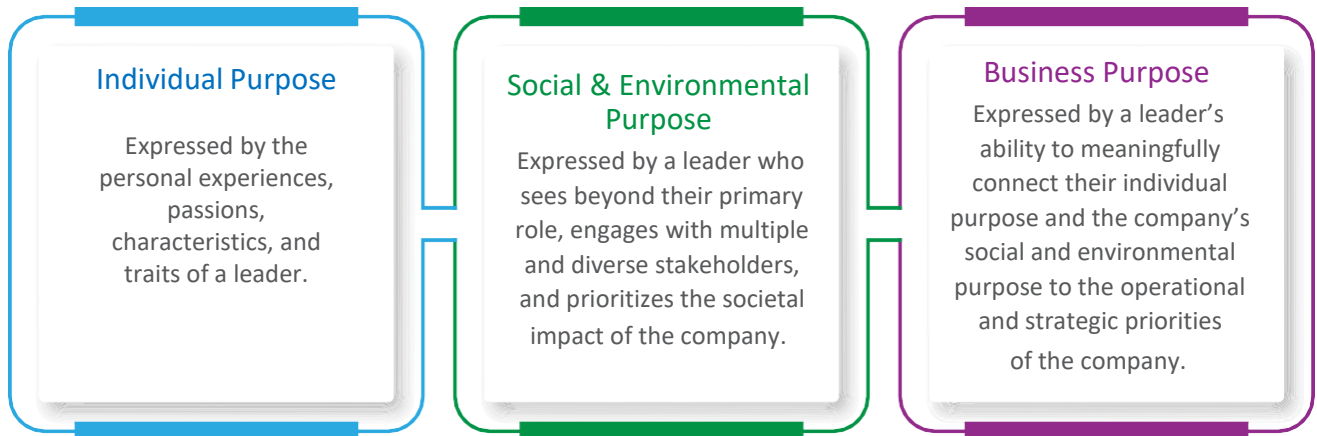 Individual Purpose
Expressed by the
personal experiences,
passions,
characteristics, and
traits of a leader.
Social & Environmental
Purpose
Expressed by a leader who
sees beyond their primary
role, engages with multiple
and diverse stakeholders,
and prioritizes the societal
impact of the company.
Business Purpose
Expressed by a leader’s
ability to meaningfully
connect their individual
purpose and the company’s
social and environmental
purpose to the operational
and strategic priorities
of the company.